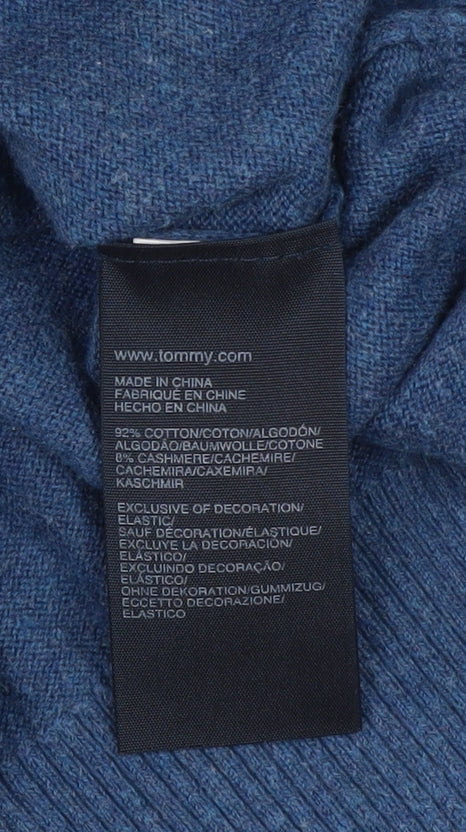 www.tommy.com
MADE IN CHINA
FABRIQUÉ EN CHINE
HECHO EN CHINA
92% COTTON/COTON/ALGODÓN/
ALGODÃO/BAUMWOLLE/COTONE
8% CASHMERE/CACHEMIRE/
CACHEMIRA/CAXEMIRA/
KASCHMIR
EXCLUSIVE OF DECORATION/
ELASTIC/
SAUF DÉCORATION/ÉLASTIQUE/
EXCLUYE LA DECORACIÓN/
ELÁSTICO/
EXCLUINDO DECORAÇÃO/
ELÁSTICO/
OHNE DEKORATION/GUMMIZUG/
ECCETTO DECORAZIONE/
ELASTICO